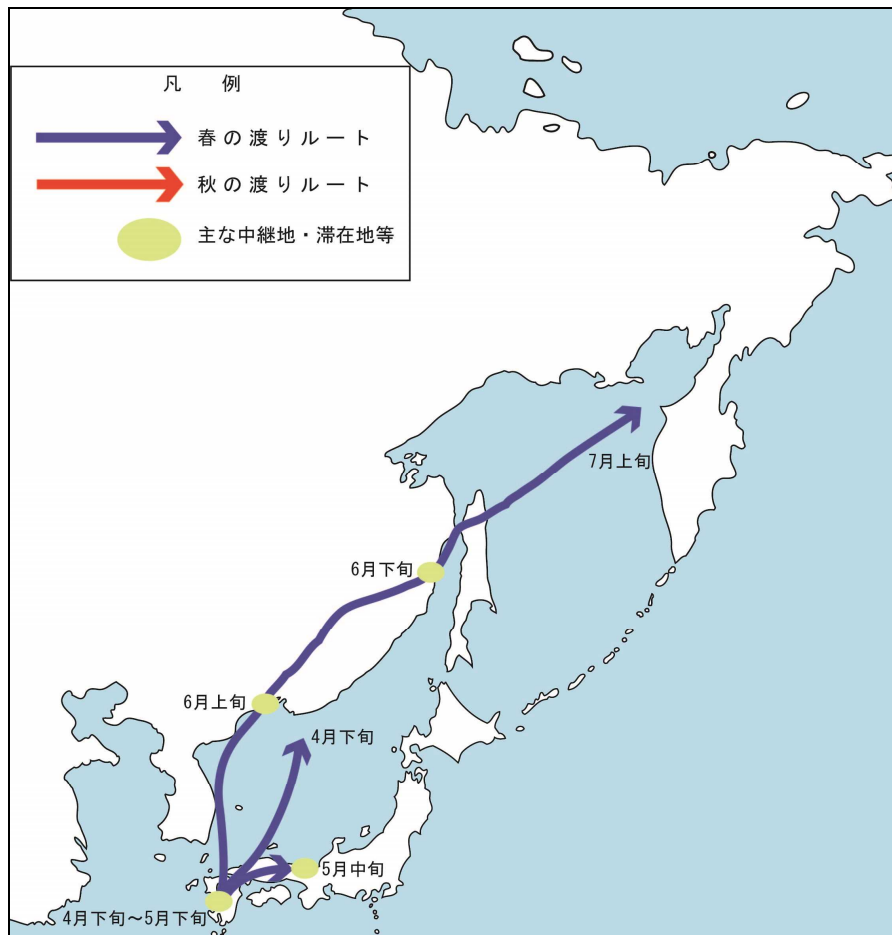 凡 例
春の渡りルート
秋の渡りルート
主な中継地・滞在地等
7月上旬
6月下旬
6月上旬
4月下旬
5月中旬
4月下旬~5月下旬